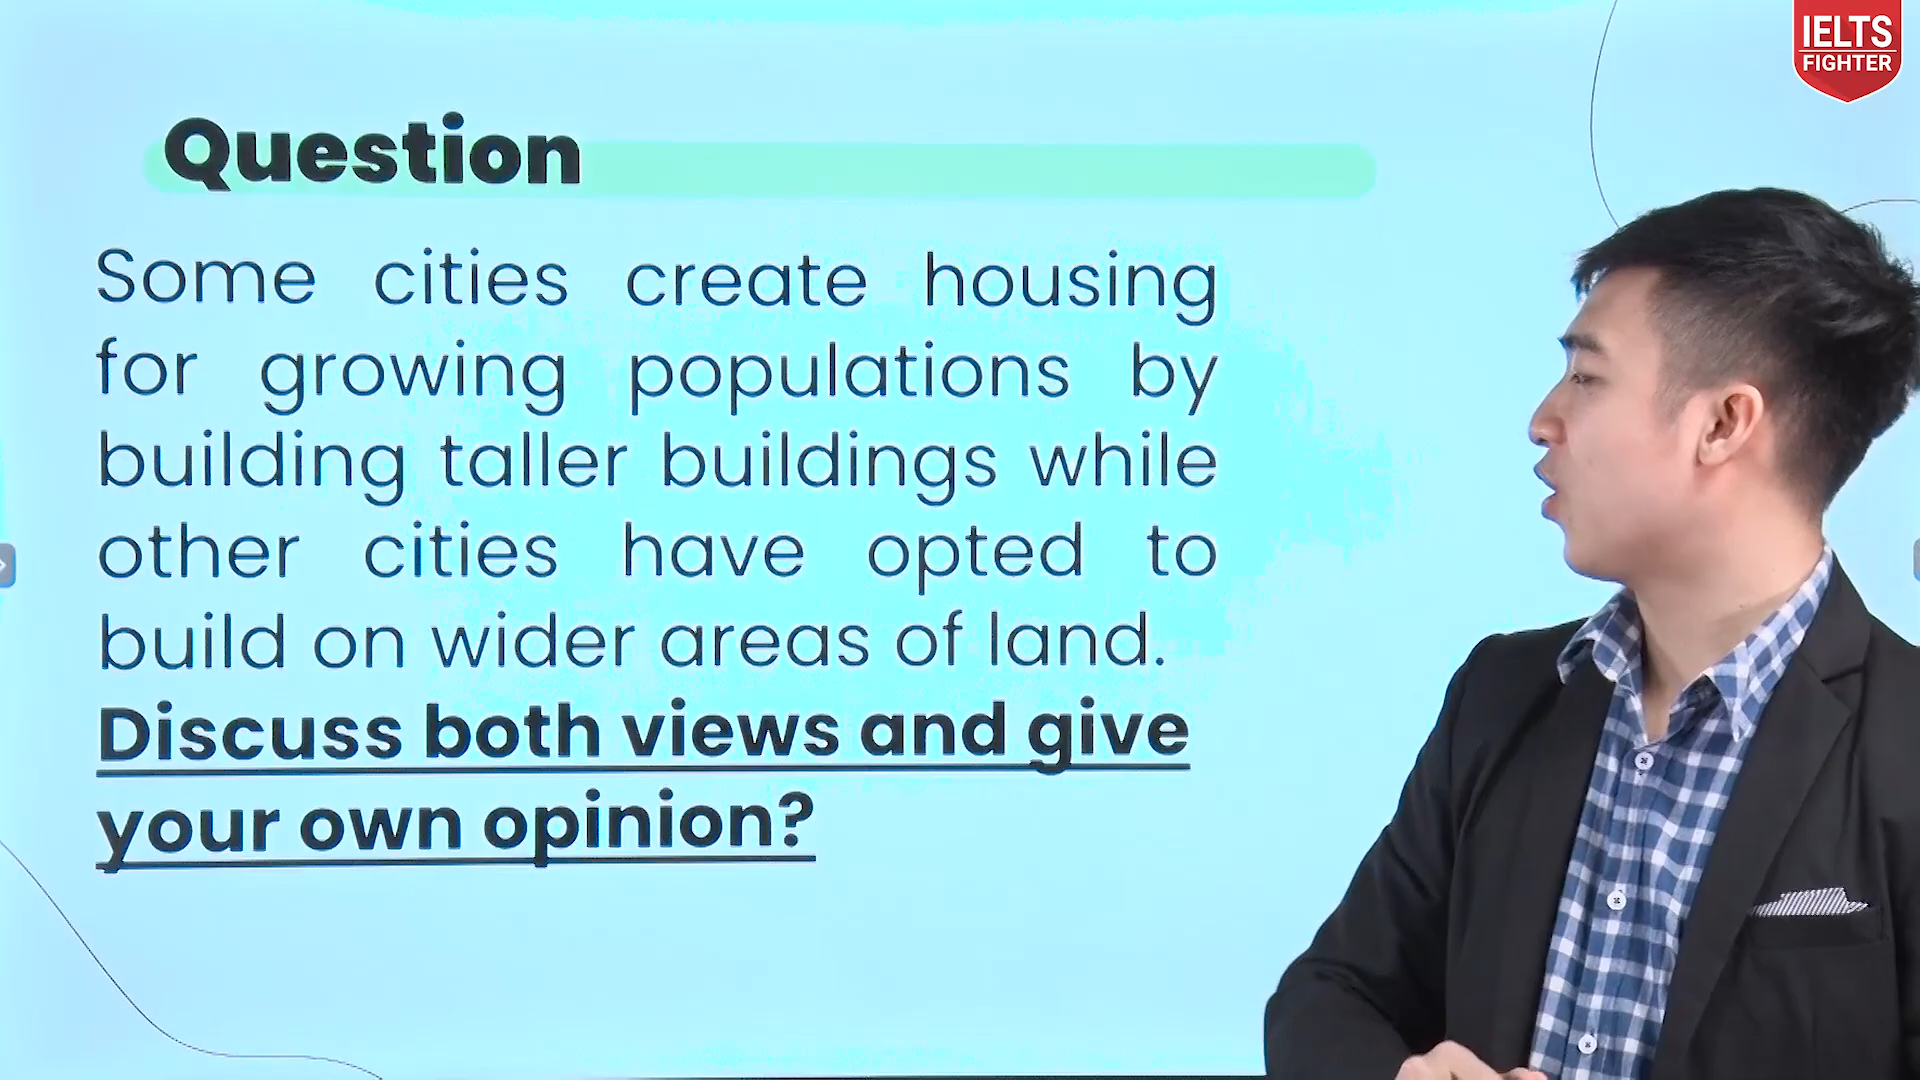 IELTS
FIGHTER
Question
Some cities create housing
for growing populations by
building taller buildings while
other cities have opted to
build on wider areas of land.
Discuss both views and give
your own opinion?